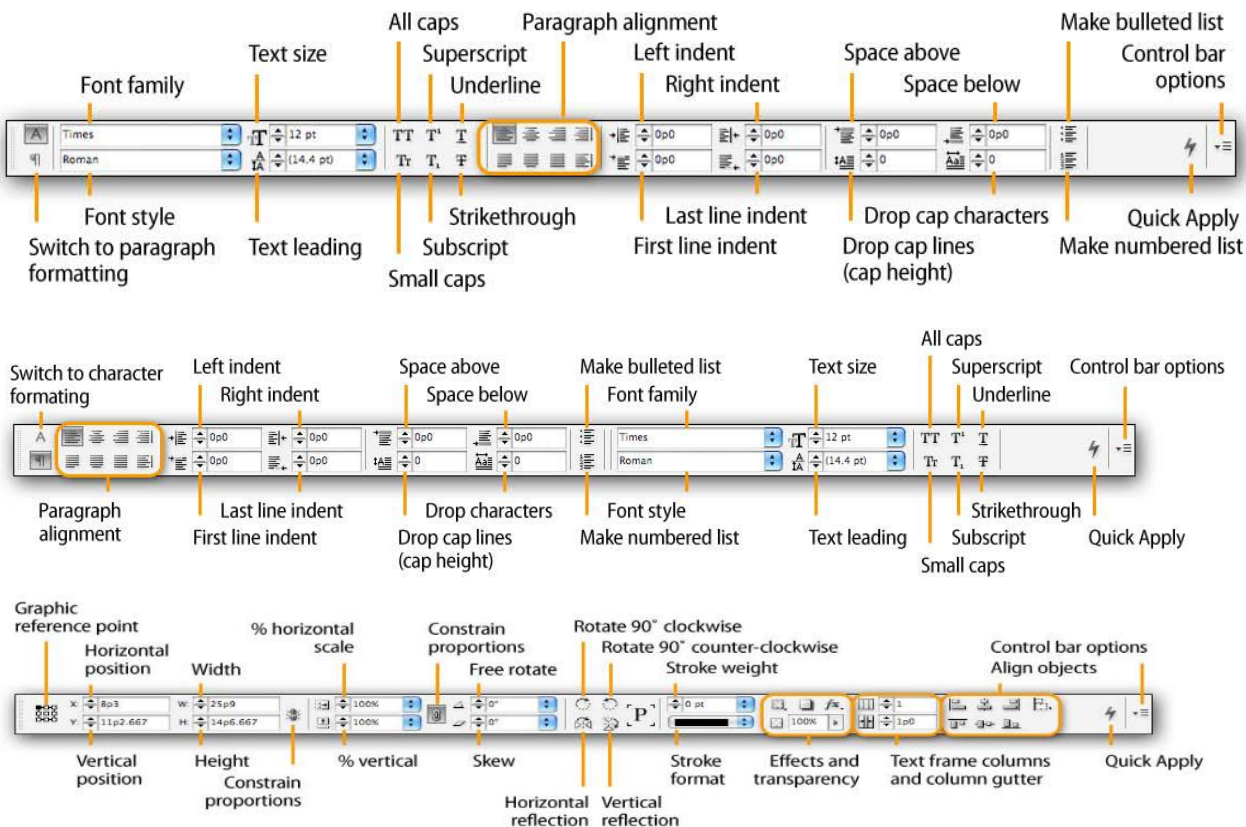 All caps
Paragraph alignment
Make bulleted list
Text size
Superscript
Left indent
Space above
Control bar
options
Font family
Underline
Right indent
Space below
A
Times
T
12 pt
TT
T¹
T
0p0
0p0
0p0
0p0
¶
Roman
A
(14.4 pt)
Tr
T₁
T
0p0
0p0
0
0
Font style
Strikethrough
Last line indent
Drop cap characters
Quick Apply
Switch to paragraph
formatting
Text leading
Subscript
First line indent
Drop cap lines
(cap height)
Make numbered list
Small caps
All caps
Switch to character
formating
Left indent
Space above
Make bulleted list
Text size
Superscript
Control bar options
Right indent
Space below
Font family
Underline
A
0p0
0p0
0p0
0p0
Times
T
12 pt
TT
T¹
T
¶
0p0
0p0
0
0
Roman
A
(14.4 pt)
Tr
T₁
T
Paragraph
alignment
Last line indent
Drop characters
Font style
Strikethrough
First line indent
Drop cap lines
(cap height)
Make numbered list
Text leading
Subscript
Quick Apply
Small caps
Graphic
reference point
% horizontal
scale
Constrain
proportions
Rotate 90˚ clockwise
Horizontal
position
Width
Free rotate
Rotate 90˚ counter-clockwise
Stroke weight
Control bar options
Align objects
X: 8p3
W: 25p9
100%
0°
P
0 pt
fx.
1
Y: 11p2.667
H: 14p6.667
100%
0°
100%
1p0
Vertical
position
Height
Constrain
proportions
% vertical
Skew
Stroke
format
Effects and
transparency
Text frame columns
and column gutter
Quick Apply
Horizontal
reflection
Vertical
reflection